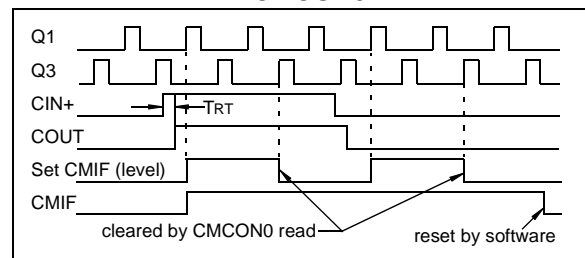 Q1
Q3
CIN+
TRT
COUT
Set CMIF (level)
CMIF
cleared by CMCON0 read
reset by software